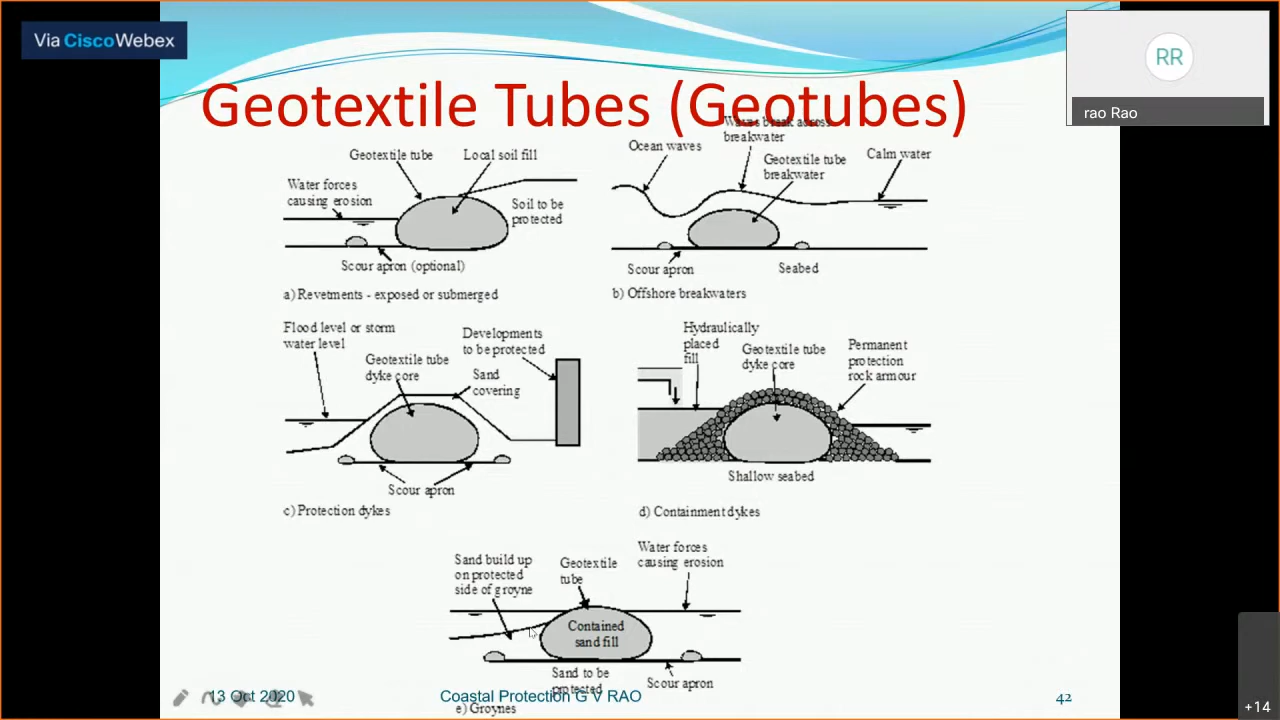 Via CiscoWebex
RR
rao Rao
Geotextile Tubes (Geotubes)
Geotextile tube
Local soil fill
Water forces
causing erosion
Soil to be
protected
Scour apron (optional)
a) Revetments - exposed or submerged
Waves break across
breakwater
Ocean waves
Geotextile tube
breakwater
Calm water
Scour apron
Seabed
b) Offshore breakwaters
Flood level or storm
water level
Geotextile tube
dyke core
Developments
to be protected
Sand
covering
Scour apron
c) Protection dykes
Hydraulically
placed
fill
Geotextile tube
dyke core
Permanent
protection
rock armour
Shallow seabed
d) Containment dykes
Sand build up
on protected
side of groyne
Geotextile
tube
Water forces
causing erosion
Contained
sand fill
Sand to be
protected
Scour apron
e) Groynes
13 Oct 2020
Coastal Protection G V RAO
42
+14